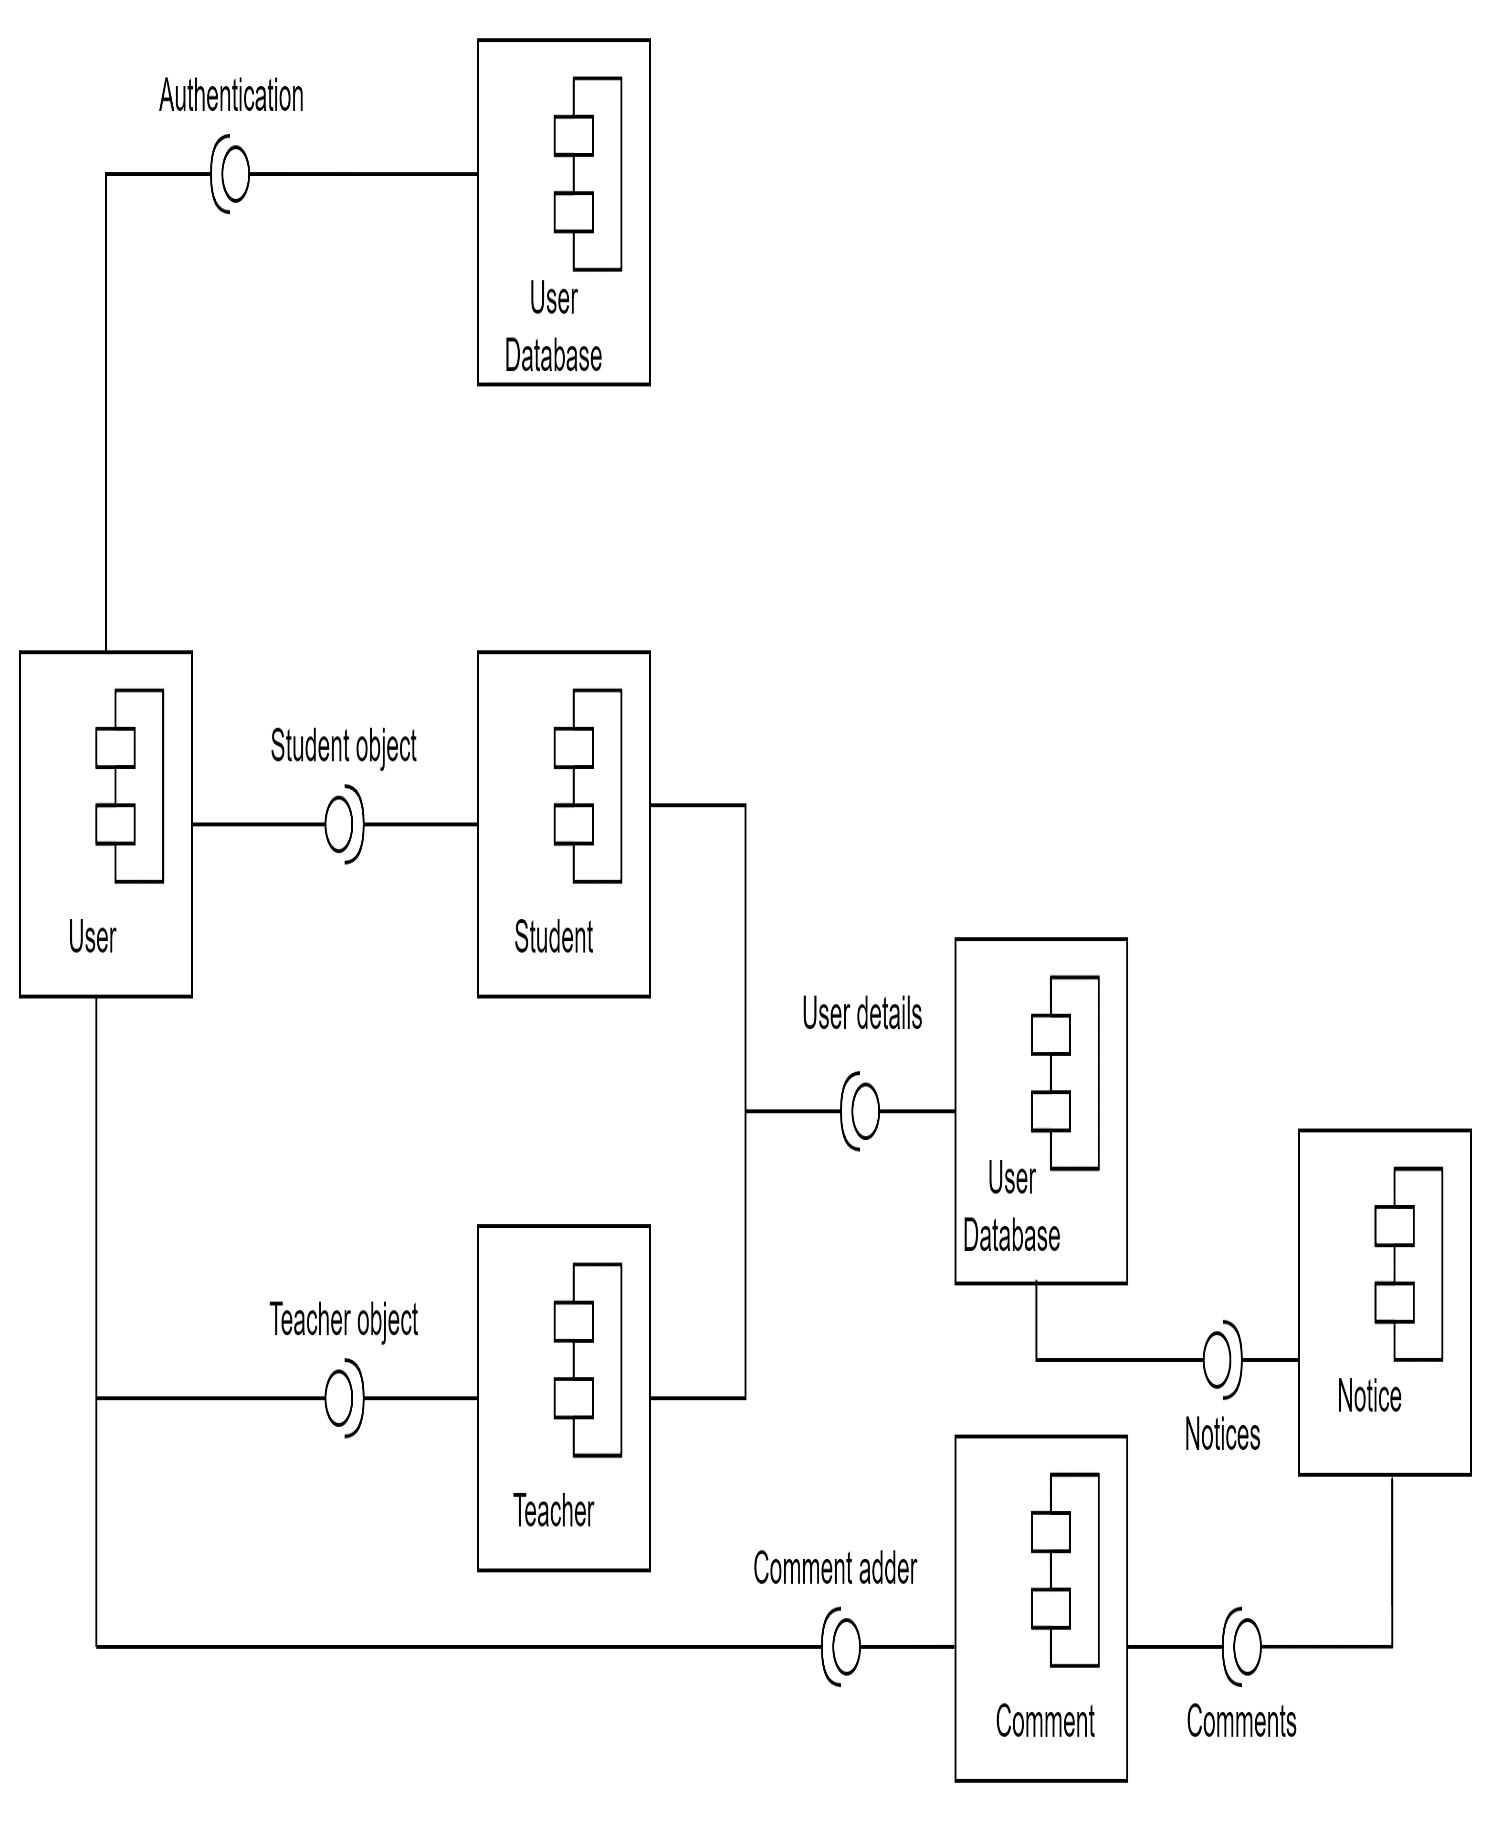 Authentication
User
Database
Student object
User
Student
User details
User
Database
Teacher object
Notice
Notices
Teacher
Comment adder
Comment
Comments